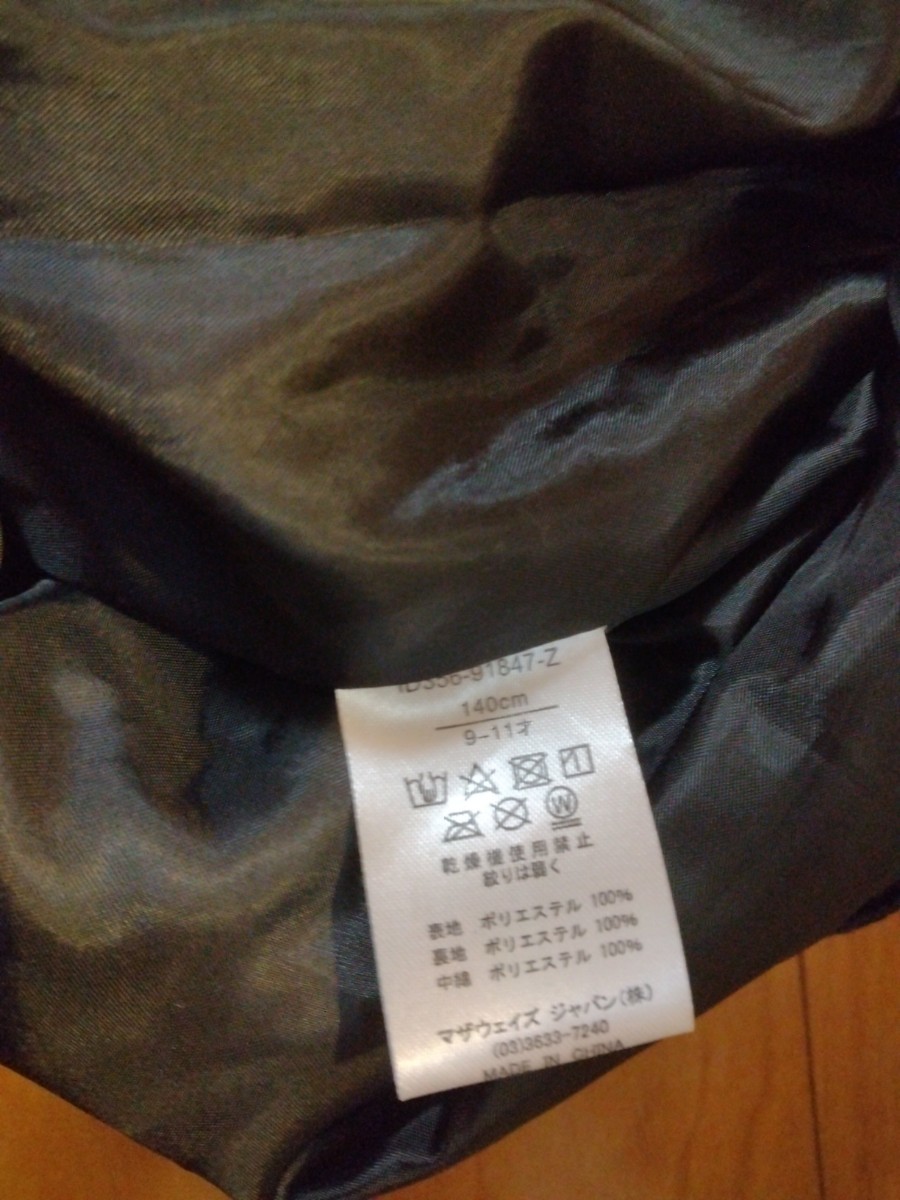 ID356-91847-Z
140cm
9-11才
W
乾燥機使用禁止
絞りは弱く
表地 ポリエステル 100%
裏地 ポリエステル 100%
中綿 ポリエステル 100%
マザウェイズ ジャパン(株)
(03)3633-7240
MADE IN CHINA